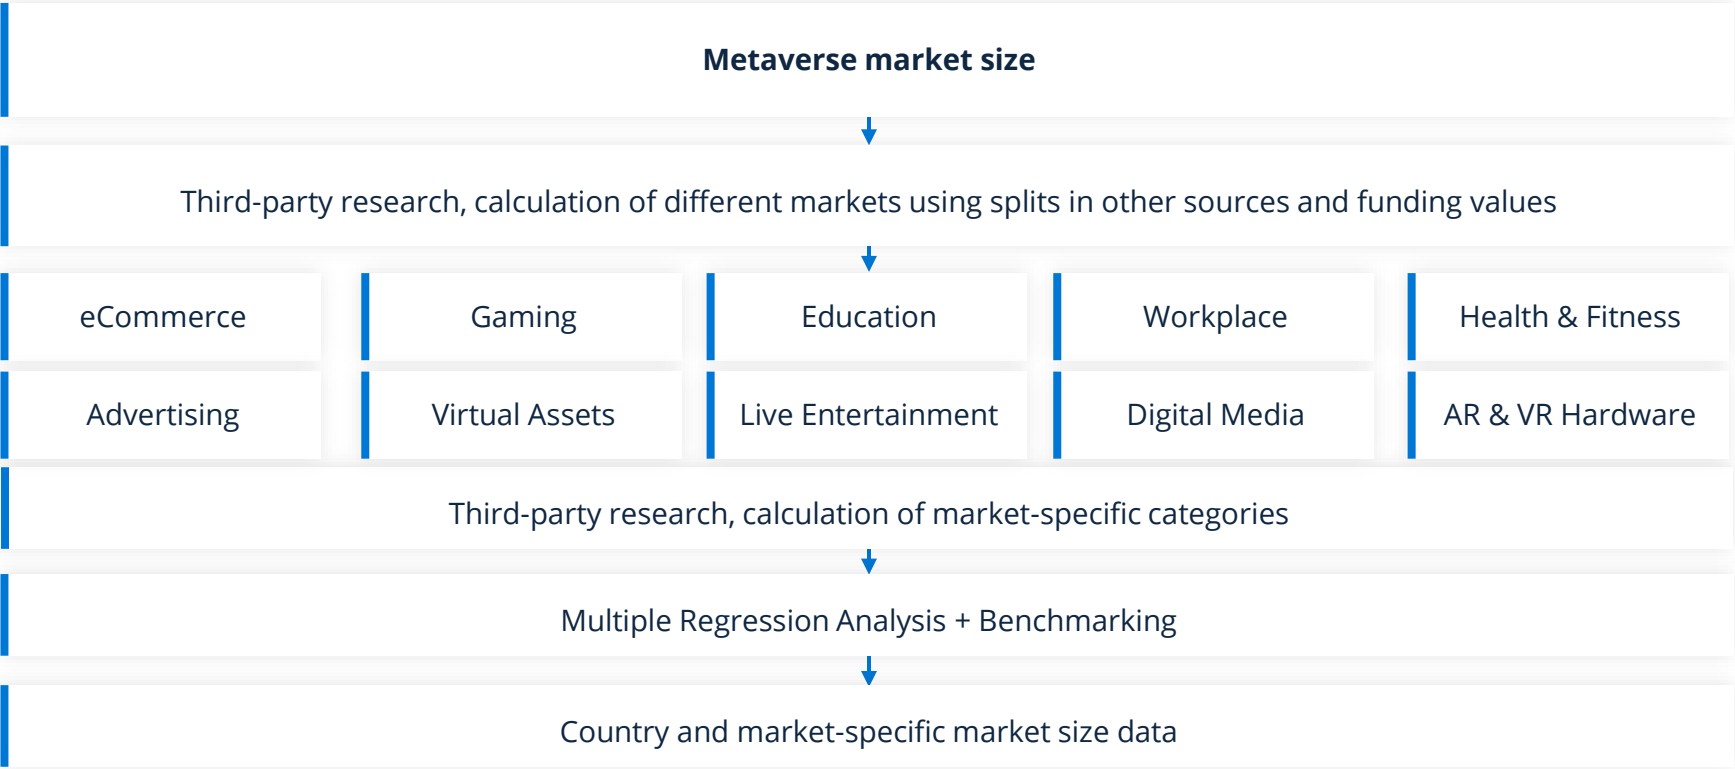 Metaverse market size
Third-party research, calculation of different markets using splits in other sources and funding values
eCommerce
Gaming
Education
Workplace
Health & Fitness
Advertising
Virtual Assets
Live Entertainment
Digital Media
AR & VR Hardware
Third-party research, calculation of market-specific categories
Multiple Regression Analysis + Benchmarking
Country and market-specific market size data